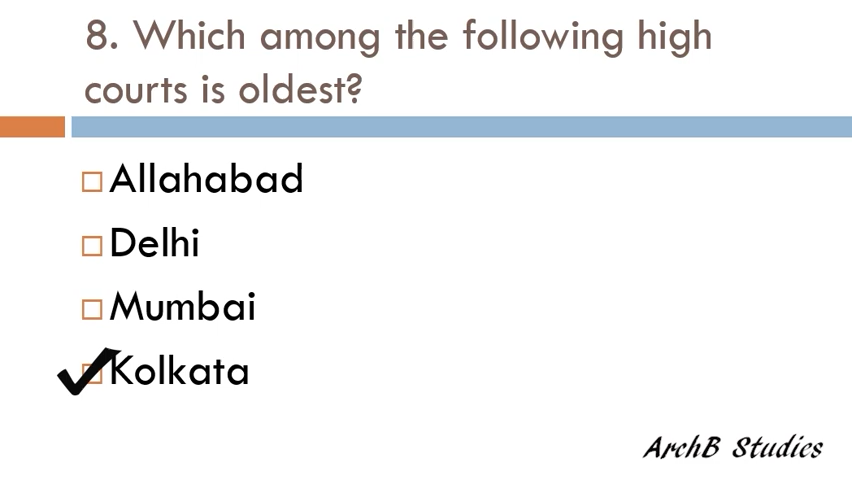 8. Which among the following high
courts is oldest?
Allahabad
Delhi
Mumbai
Kolkata
ArchB Studies